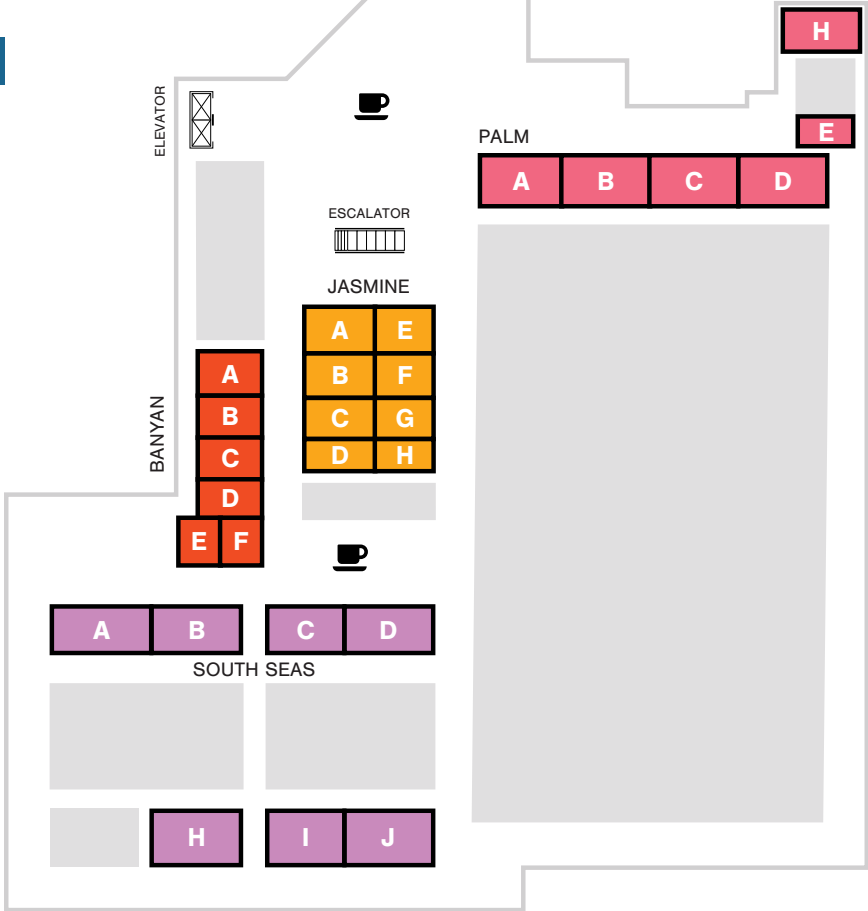 H
ELEVATOR
E
PALM
A B C D
ESCALATOR
JASMINE
A E
B F
C G
D H
BANYAN
A
B
C
D
E F
A B C D
SOUTH SEAS
H I J